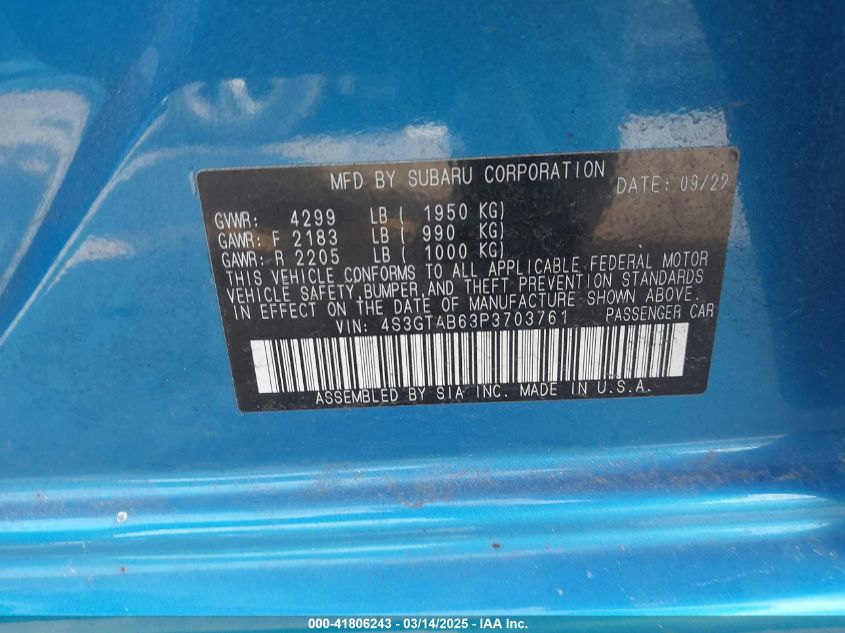 MFD BY SUBARU CORPORATION DATE: 09/22
GVWR: 4299 LB ( 1950 KG)
GAWR: F 2183 LB ( 990 KG)
GAWR: R 2205 LB ( 1000 KG)
THIS VEHICLE CONFORMS TO ALL APPLICABLE FEDERAL MOTOR
VEHICLE SAFETY, BUMPER, AND THEFT PREVENTION STANDARDS
IN EFFECT ON THE DATE OF MANUFACTURE SHOWN ABOVE.
VIN: 4S3GTAB63P3703761 PASSENGER CAR
ASSEMBLED BY SIA INC. MADE IN U.S.A.
000-41806243 - 03/14/2025 - IAA Inc.